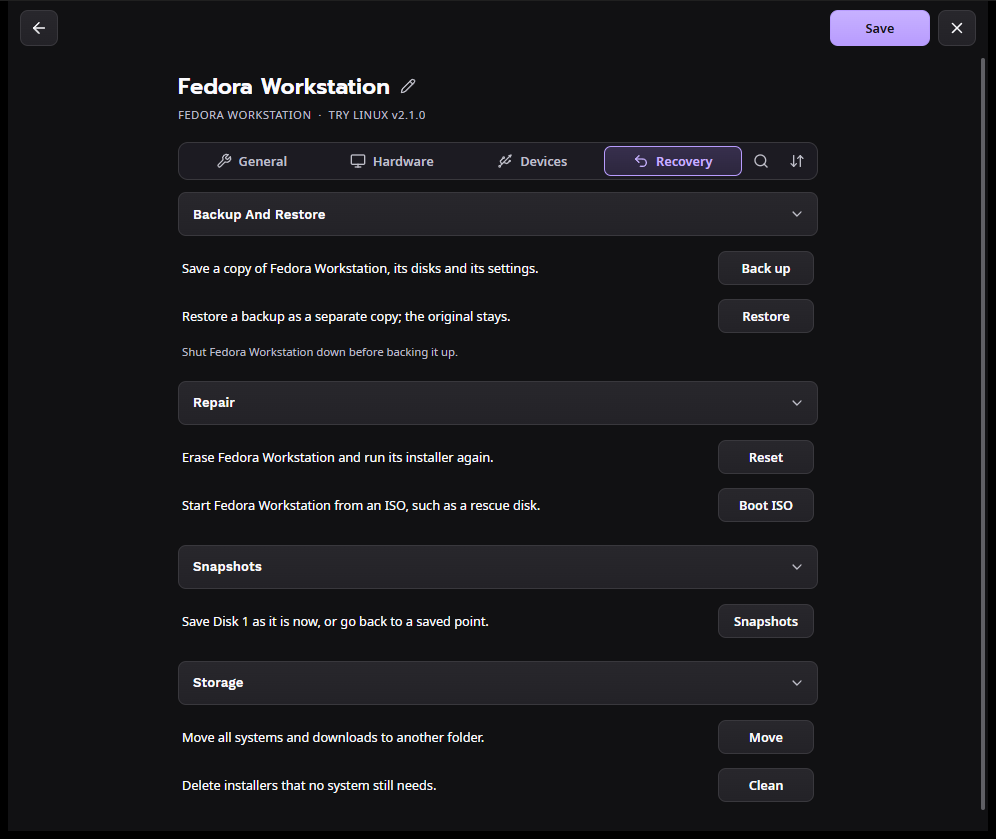 Save
Fedora Workstation
FEDORA WORKSTATION · TRY LINUX v2.1.0
General
Hardware
Devices
Recovery
Backup And Restore
Save a copy of Fedora Workstation, its disks and its settings.
Back up
Restore a backup as a separate copy; the original stays.
Restore
Shut Fedora Workstation down before backing it up.
Repair
Erase Fedora Workstation and run its installer again.
Reset
Start Fedora Workstation from an ISO, such as a rescue disk.
Boot ISO
Snapshots
Save Disk 1 as it is now, or go back to a saved point.
Snapshots
Storage
Move all systems and downloads to another folder.
Move
Delete installers that no system still needs.
Clean